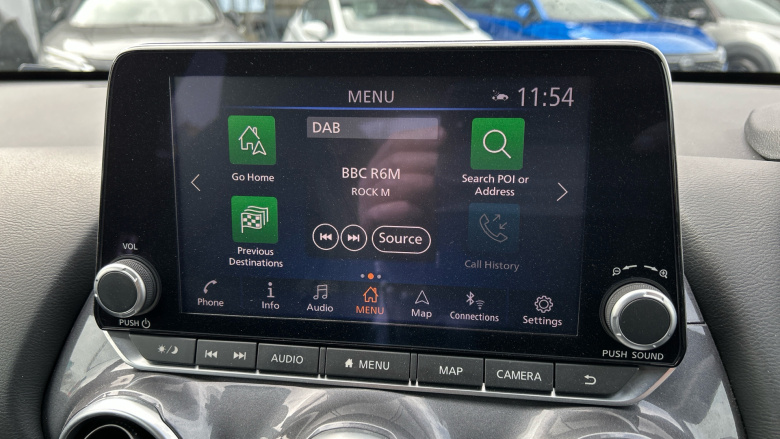 MENU
11:54
DAB
Go Home
BBC R6M
ROCK M
Search POI or
Address
Previous
Destinations
Source
Call History
Phone
Info
Audio
MENU
Map
Connections
Settings
VOL
PUSH
PUSH SOUND
AUDIO
MENU
MAP
CAMERA